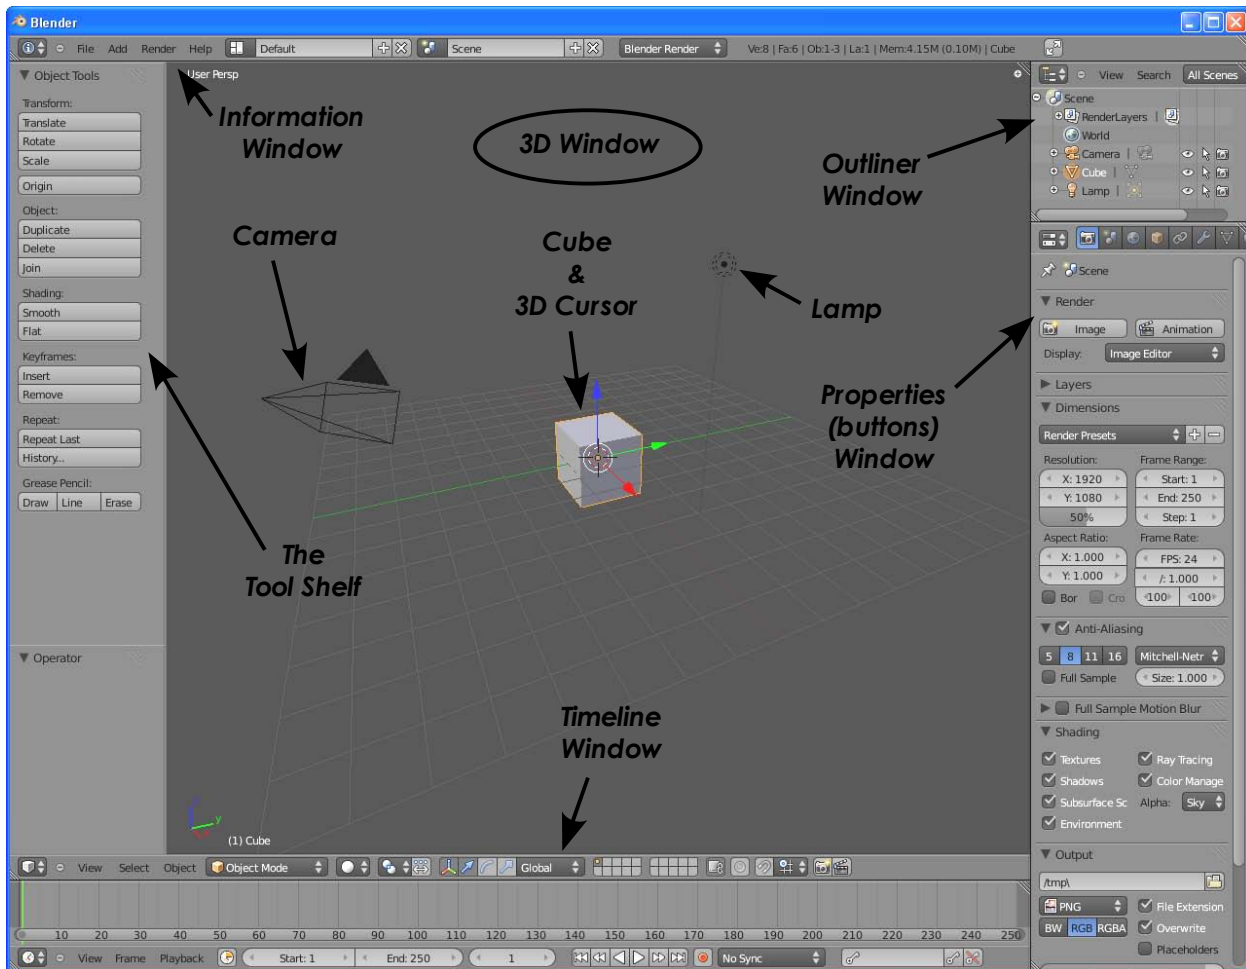 Blender
File Add Render Help Default Scene Blender Render Ve:8 | Fa:6 | Ob:1-3 | La:1 | Mem:4.15M (0.10M) | Cube
Object Tools
Transform:
Translate
Rotate
Scale
Origin
Object:
Duplicate
Delete
Join
Shading:
Smooth
Flat
Keyframes:
Insert
Remove
Repeat:
Repeat Last
History...
Grease Pencil:
Draw Line Erase
Operator
User Persp
Information
Window
3D Window
Camera
Cube
&
3D Cursor
Lamp
Outliner
Window
Properties
(buttons)
Window
The
Tool Shelf
Timeline
Window
y
(1) Cube
View Search All Scenes
Scene
RenderLayers |
World
Camera |
Cube |
Lamp |
Scene
Render
Image Animation
Display: Image Editor
Layers
Dimensions
Render Presets
Resolution: Frame Range:
X: 1920 Start: 1
Y: 1080 End: 250
50% Step: 1
Aspect Ratio: Frame Rate:
X: 1.000 FPS: 24
Y: 1.000 /: 1.000
Bor Cro 100 100
Anti-Aliasing
5 8 11 16 Mitchell-Netr
Full Sample Size: 1.000
Full Sample Motion Blur
Shading
Textures Ray Tracing
Shadows Color Manage
Subsurface Sc Alpha: Sky
Environment
Output
/tmp\
PNG File Extension
BW RGB RGBA Overwrite
Placeholders
View Select Object Object Mode Global
10 20 30 40 50 60 70 80 90 100 110 120 130 140 150 160 170 180 190 200 210 220 230 240 250
View Frame Playback Start: 1 End: 250 1 No Sync